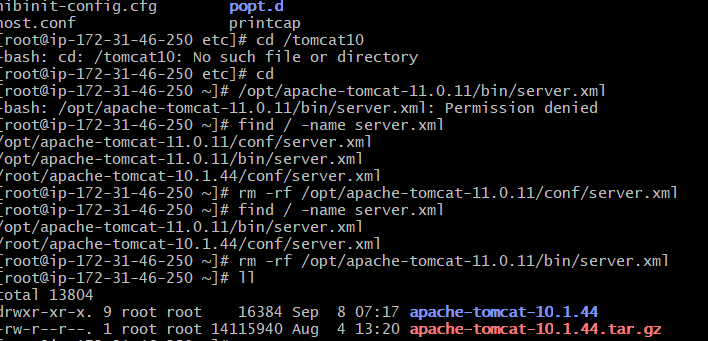 nibinit-config.cfg popt.d
host.conf printcap
[root@ip-172-31-46-250 etc]# cd /tomcat10
-bash: cd: /tomcat10: No such file or directory
[root@ip-172-31-46-250 etc]# cd
[root@ip-172-31-46-250 ~]# /opt/apache-tomcat-11.0.11/bin/server.xml
-bash: /opt/apache-tomcat-11.0.11/bin/server.xml: Permission denied
[root@ip-172-31-46-250 ~]# find / -name server.xml
/opt/apache-tomcat-11.0.11/conf/server.xml
/opt/apache-tomcat-11.0.11/bin/server.xml
/root/apache-tomcat-10.1.44/conf/server.xml
[root@ip-172-31-46-250 ~]# rm -rf /opt/apache-tomcat-11.0.11/conf/server.xml
[root@ip-172-31-46-250 ~]# find / -name server.xml
/opt/apache-tomcat-11.0.11/bin/server.xml
/root/apache-tomcat-10.1.44/conf/server.xml
[root@ip-172-31-46-250 ~]# rm -rf /opt/apache-tomcat-11.0.11/bin/server.xml
[root@ip-172-31-46-250 ~]# ll
total 13804
drwxr-xr-x. 9 root root 16384 Sep 8 07:17 apache-tomcat-10.1.44
-rw-r--r--. 1 root root 14115940 Aug 4 13:20 apache-tomcat-10.1.44.tar.gz